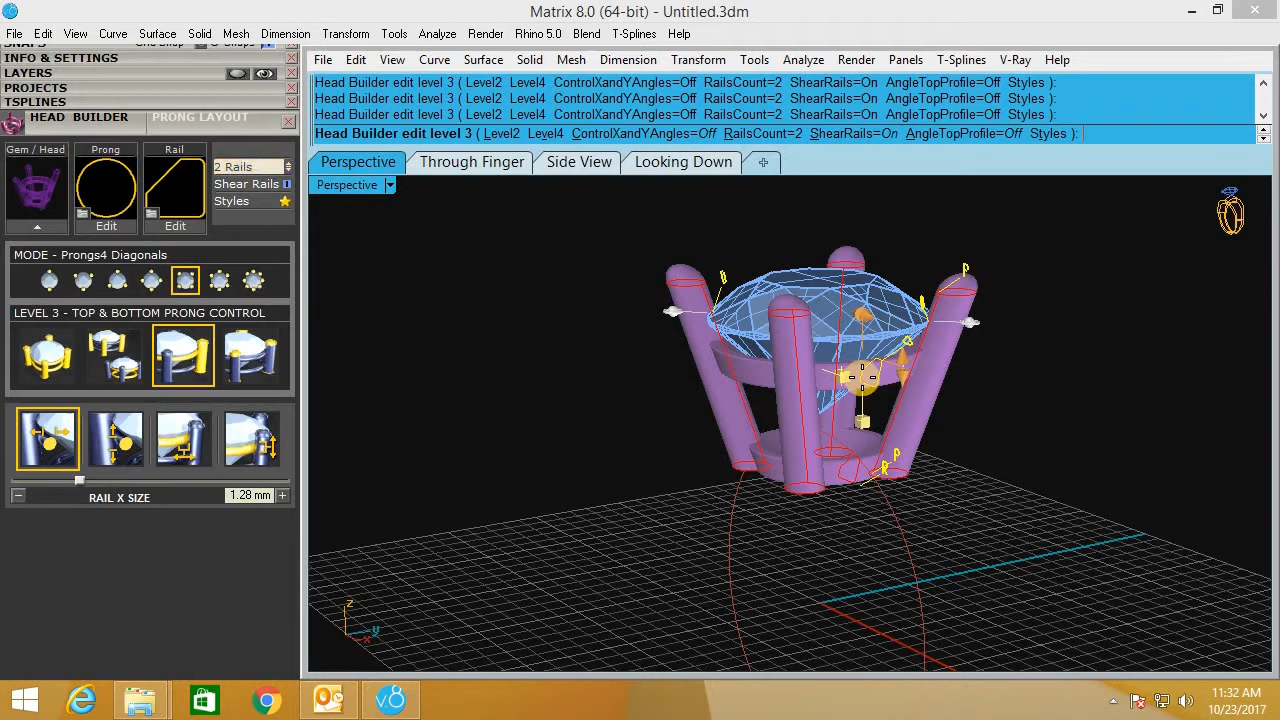 Matrix 8.0 (64-bit) - Untitled.3dm
File Edit View Curve Surface Solid Mesh Dimension Transform Tools Analyze Render Rhino 5.0 Blend T-Splines Help
INFO & SETTINGS
LAYERS
PROJECTS
TSPLINES
HEAD BUILDER
PRONG LAYOUT
Gem / Head
Prong
Rail
2 Rails
Shear Rails
Styles
Edit
Edit
MODE - Prongs4 Diagonals
LEVEL 3 - TOP & BOTTOM PRONG CONTROL
RAIL X SIZE
1.28 mm
File Edit View Curve Surface Solid Mesh Dimension Transform Tools Analyze Render Panels T-Splines V-Ray Help
Head Builder edit level 3 ( Level2 Level4 ControlXandYAngles=Off RailsCount=2 ShearRails=On AngleTopProfile=Off Styles ):
Head Builder edit level 3 ( Level2 Level4 ControlXandYAngles=Off RailsCount=2 ShearRails=On AngleTopProfile=Off Styles ):
Head Builder edit level 3 ( Level2 Level4 ControlXandYAngles=Off RailsCount=2 ShearRails=On AngleTopProfile=Off Styles ):
Head Builder edit level 3 ( Level2 Level4 ControlXandYAngles=Off RailsCount=2 ShearRails=On AngleTopProfile=Off Styles ):
Perspective
Through Finger
Side View
Looking Down
Perspective
P
P
R
z
y
x
v8
11:32 AM
10/23/2017